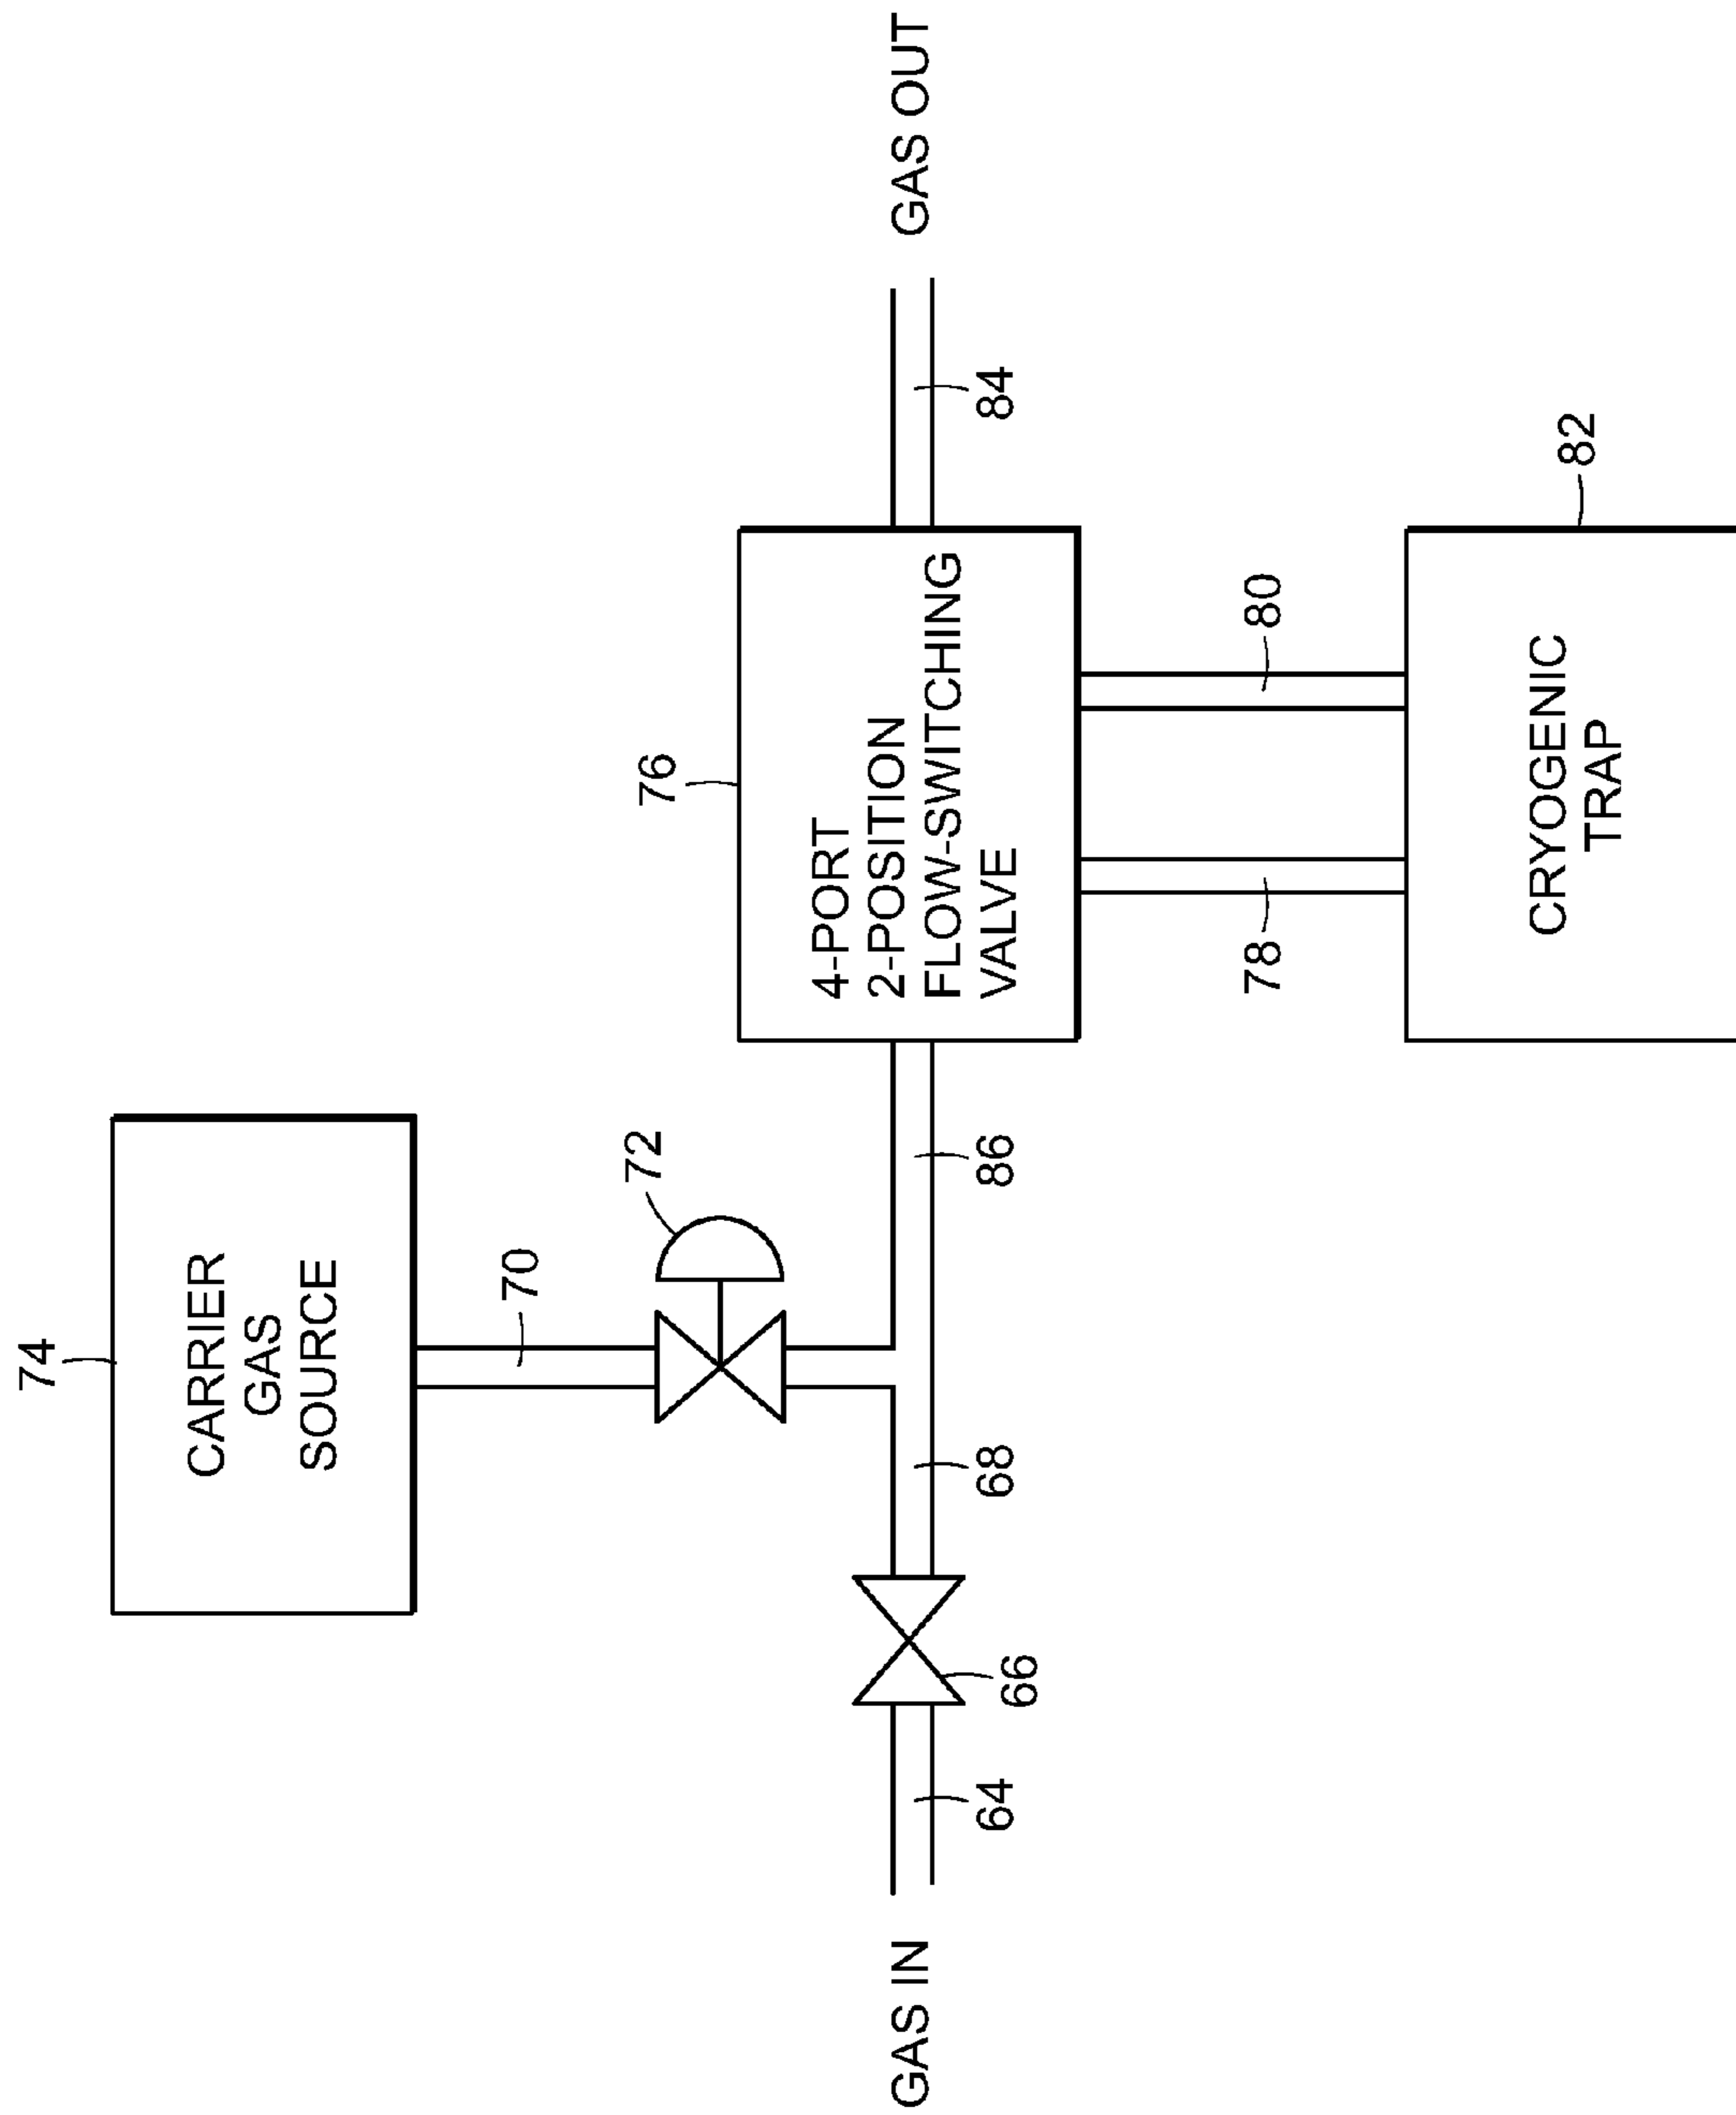 74
CARRIER
GAS
SOURCE
70
72
76
4-PORT
2-POSITION
FLOW-SWITCHING
VALVE
GAS IN
GAS OUT
64
66
68
86
84
78
80
CRYOGENIC
TRAP
82